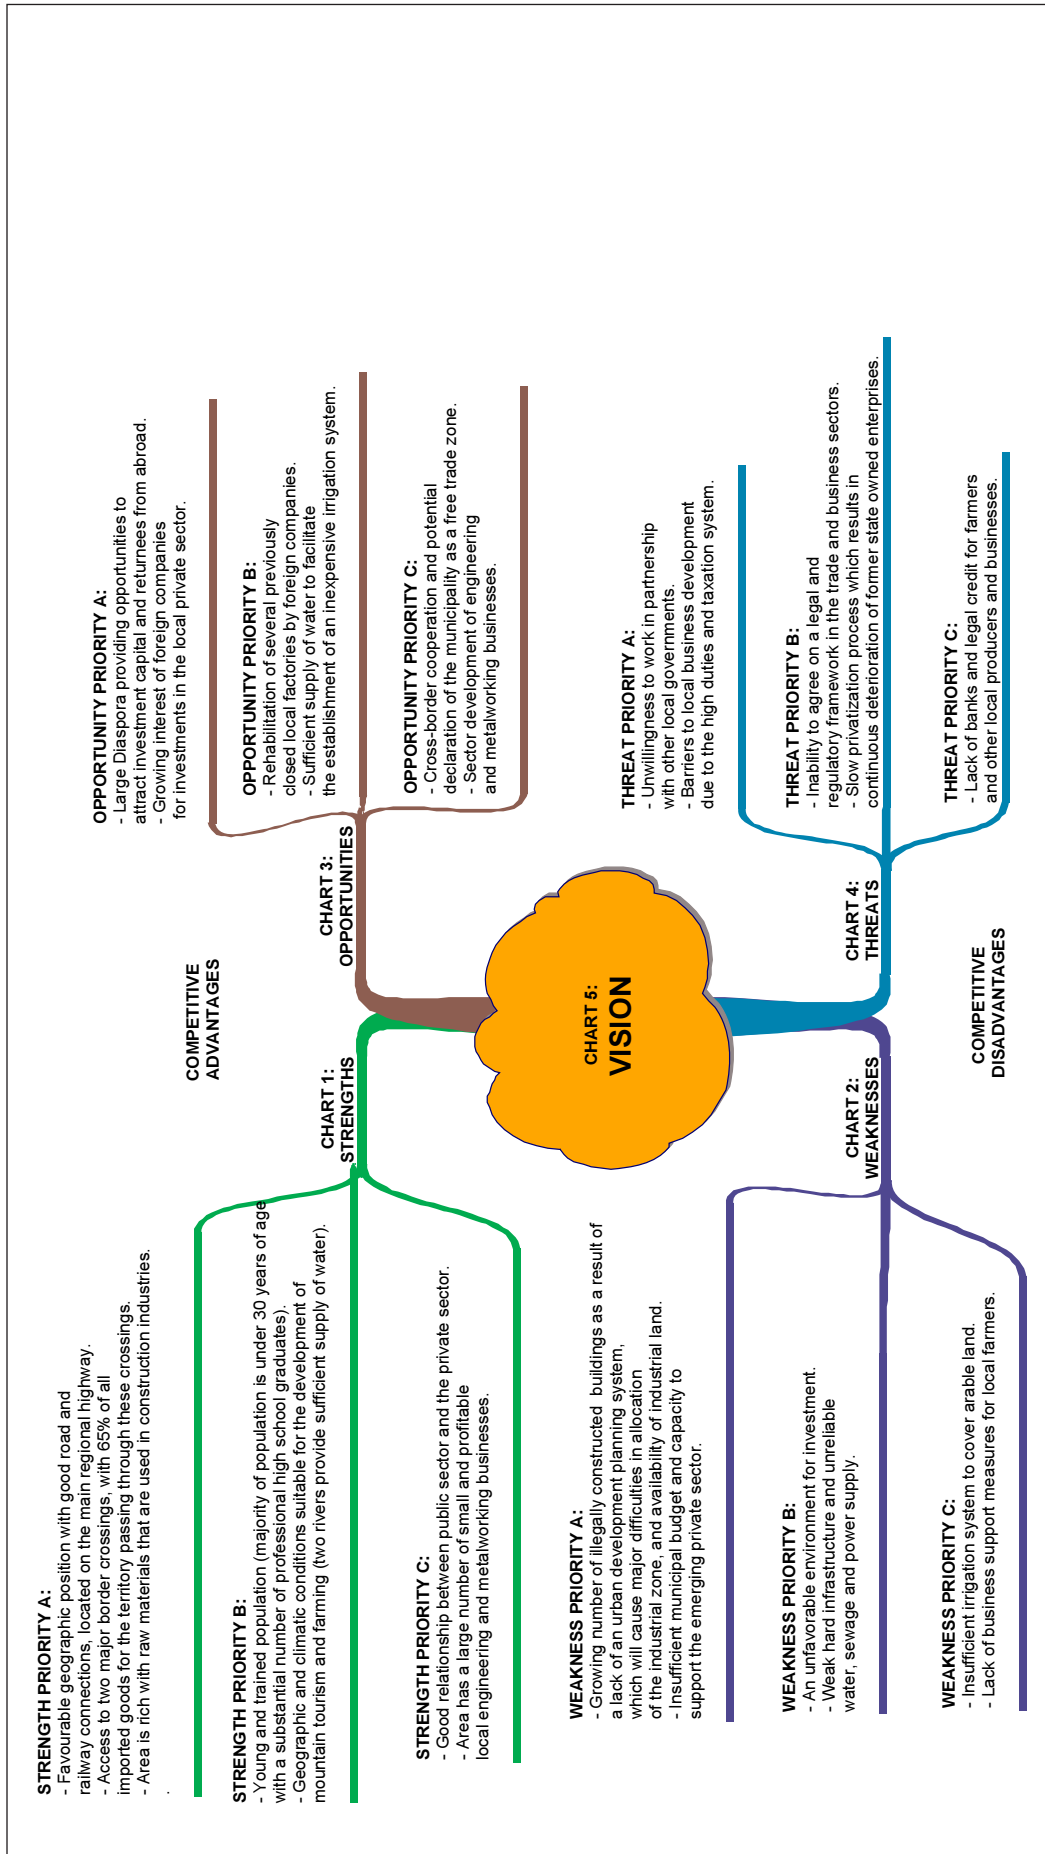 STRENGTH PRIORITY A:
- Favourable geographic position with good road and
railway connections, located on the main regional highway.
- Access to two major border crossings, with 65% of all
imported goods for the territory passing through these crossings.
- Area is rich with raw materials that are used in construction industries.
.
STRENGTH PRIORITY B:
- Young and trained population (majority of population is under 30 years of age
with a substantial number of professional high school graduates).
- Geographic and climatic conditions suitable for the development of
mountain tourism and farming (two rivers provide sufficient supply of water).
STRENGTH PRIORITY C:
- Good relationship between public sector and the private sector.
- Area has a large number of small and profitable
local engineering and metalworking businesses.
CHART 1:
STRENGTHS
COMPETITIVE
ADVANTAGES
CHART 3:
OPPORTUNITIES
OPPORTUNITY PRIORITY A:
- Large Diaspora providing opportunities to
attract investment capital and returnees from abroad.
- Growing interest of foreign companies
for investments in the local private sector.
OPPORTUNITY PRIORITY B:
- Rehabilitation of several previously
closed local factories by foreign companies.
- Sufficient supply of water to facilitate
the establishment of an inexpensive irrigation system.
OPPORTUNITY PRIORITY C:
- Cross-border cooperation and potential
declaration of the municipality as a free trade zone.
- Sector development of engineering
and metalworking businesses.
CHART 5:
VISION
WEAKNESS PRIORITY A:
- Growing number of illegally constructed  buildings as a result of
a lack of an urban development planning system,
which will cause major difficulties in allocation
of the industrial zone, and availability of industrial land.
- Insufficient municipal budget and capacity to
support the emerging private sector.
WEAKNESS PRIORITY B:
- An unfavorable environment for investment.
- Weak hard infrastructure and unreliable
water, sewage and power supply.
WEAKNESS PRIORITY C:
- Insufficient irrigation system to cover arable land.
- Lack of business support measures for local farmers.
CHART 2:
WEAKNESSES
COMPETITIVE
DISADVANTAGES
CHART 4:
THREATS
THREAT PRIORITY A:
- Unwillingness to work in partnership
with other local governments.
- Barriers to local business development
due to the high duties and taxation system.
THREAT PRIORITY B:
- Inability to agree on a legal and
regulatory framework in the trade and business sectors.
- Slow privatization process which results in
continuous deterioration of former state owned enterprises.
THREAT PRIORITY C:
- Lack of banks and legal credit for farmers
and other local producers and businesses.